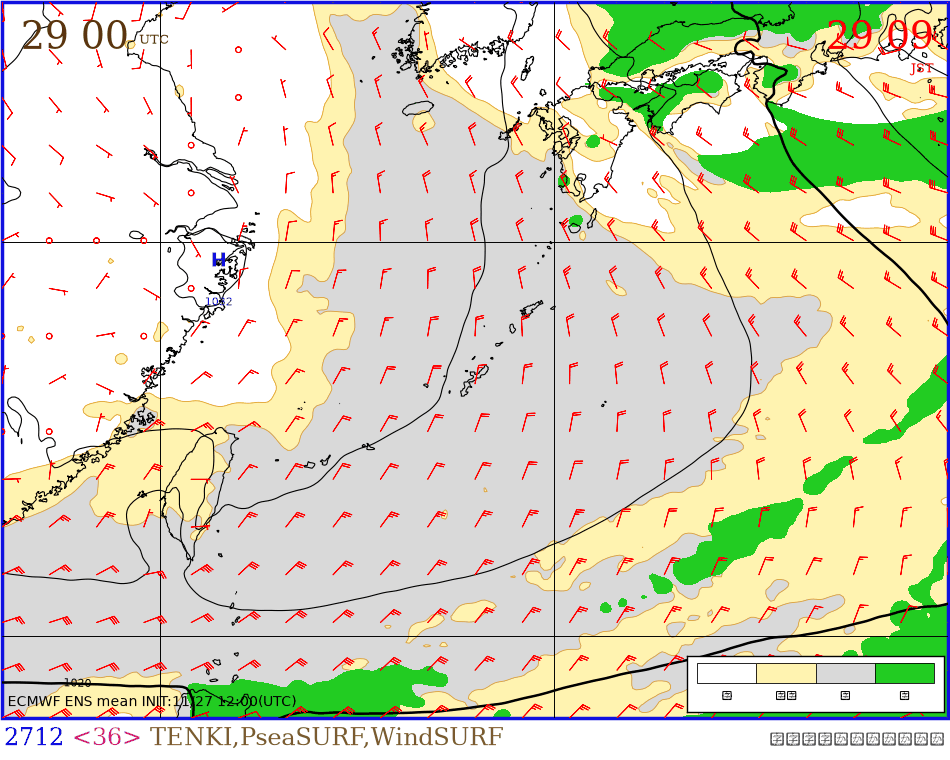 29 00 UTC
29 09
JST
H
1032
1020
ECMWF ENS mean INIT:11/27 12:00(UTC)
2712 <36> TENKI,PseaSURF,WindSURF